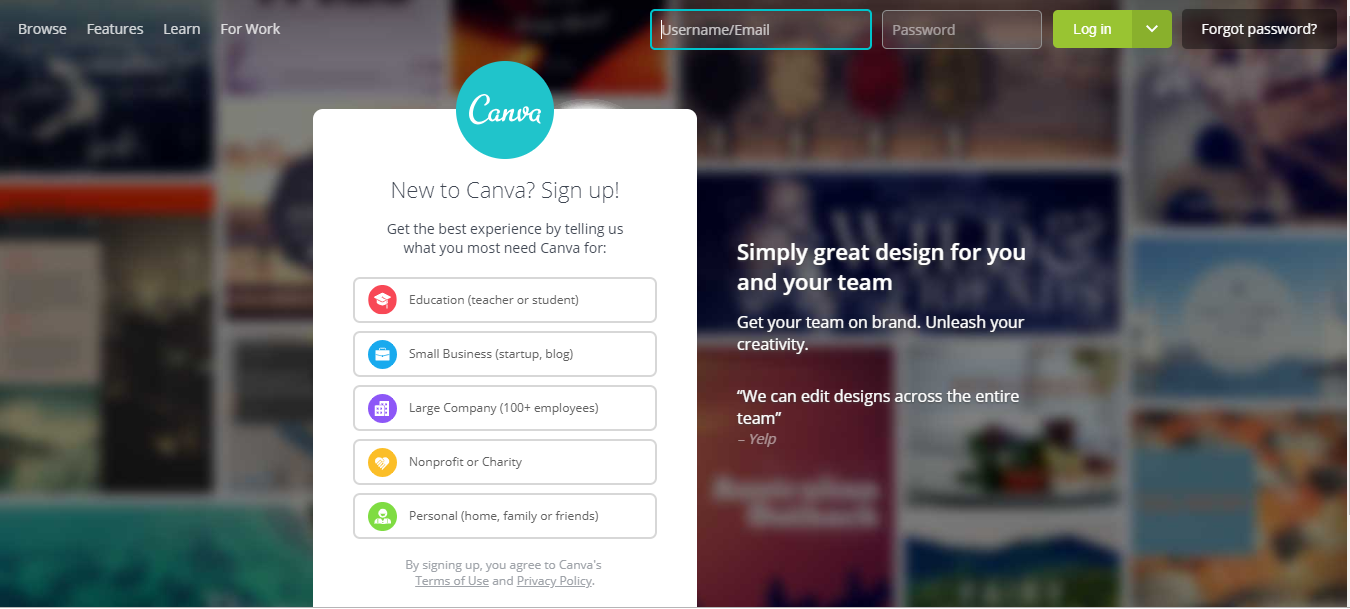 Browse Features Learn For Work Username/Email Password Log in Forgot password?
Canva
New to Canva? Sign up!
Get the best experience by telling us
what you most need Canva for:
Education (teacher or student)
Small Business (startup, blog)
Large Company (100+ employees)
Nonprofit or Charity
Personal (home, family or friends)
By signing up, you agree to Canva's
Terms of Use and Privacy Policy.
Simply great design for you
and your team
Get your team on brand. Unleash your
creativity.
“We can edit designs across the entire
team”
– Yelp